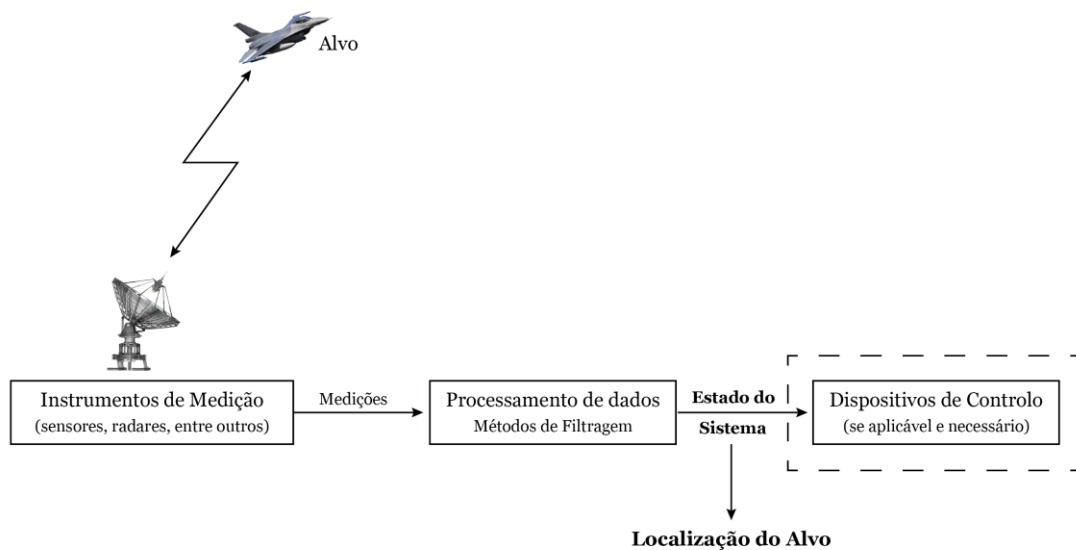 Alvo
Instrumentos de Medição
(sensores, radares, entre outros)
Medições
Processamento de dados
Métodos de Filtragem
Estado do
Sistema
Dispositivos de Controlo
(se aplicável e necessário)
Localização do Alvo